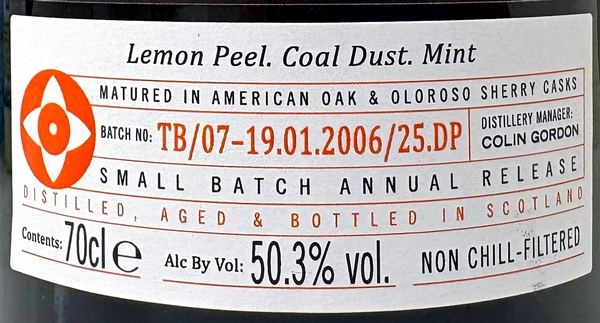 Lemon Peel. Coal Dust. Mint
MATURED IN AMERICAN OAK & OLOROSO SHERRY CASKS
BATCH NO: TB/07-19.01.2006/25.DP
DISTILLERY MANAGER:
COLIN GORDON
SMALL BATCH ANNUAL RELEASE
DISTILLED, AGED & BOTTLED IN SCOTLAND
Contents: 70cl e Alc By Vol: 50.3% vol. NON CHILL-FILTERED